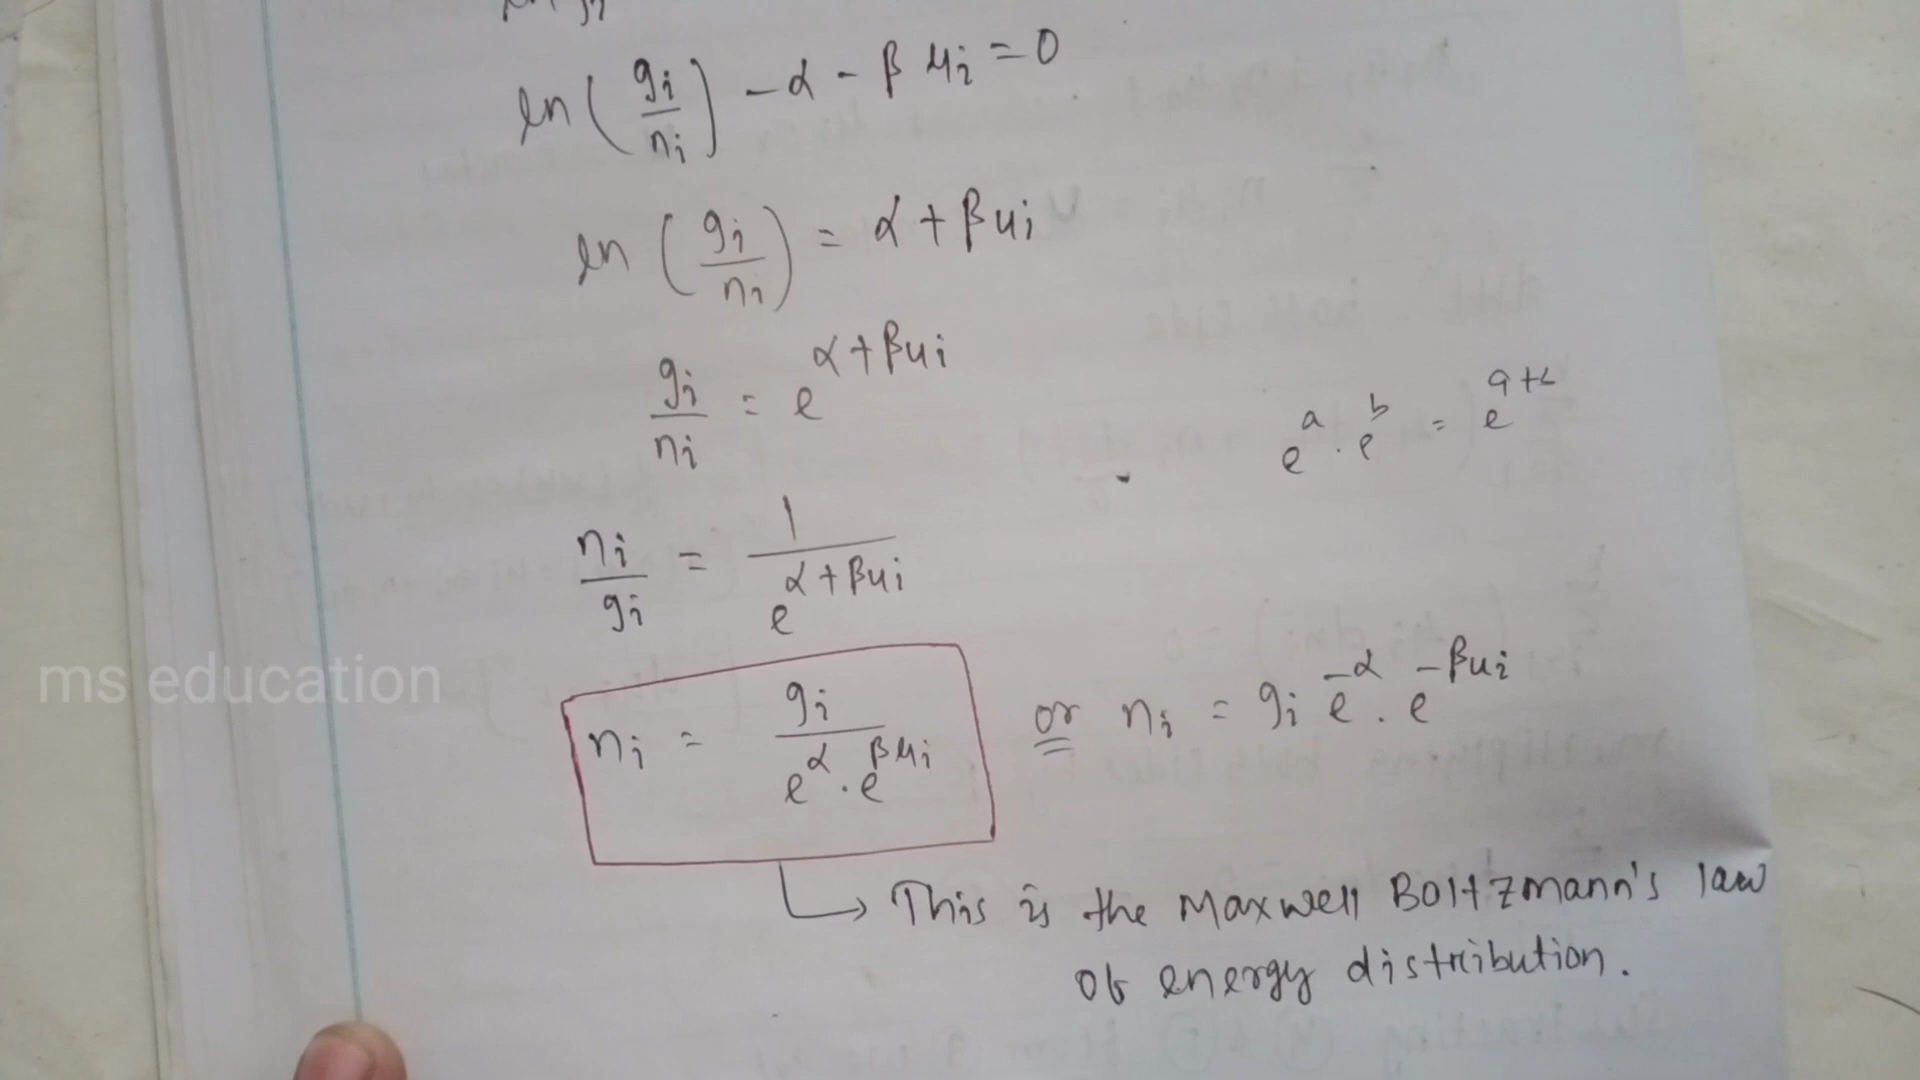 ln(gi/ni) - α - β ui = 0
ln(gi/ni) = α + βui
gi/ni = e^(α+βui)
e^a . e^b = e^
ni/gi = 1/e^(α+βui)
ms education
ni = gi/(e^α . e^βui) or ni = gi e^-α . e^-βui
This is the Maxwell Boltzmann's law
of energy distribution.